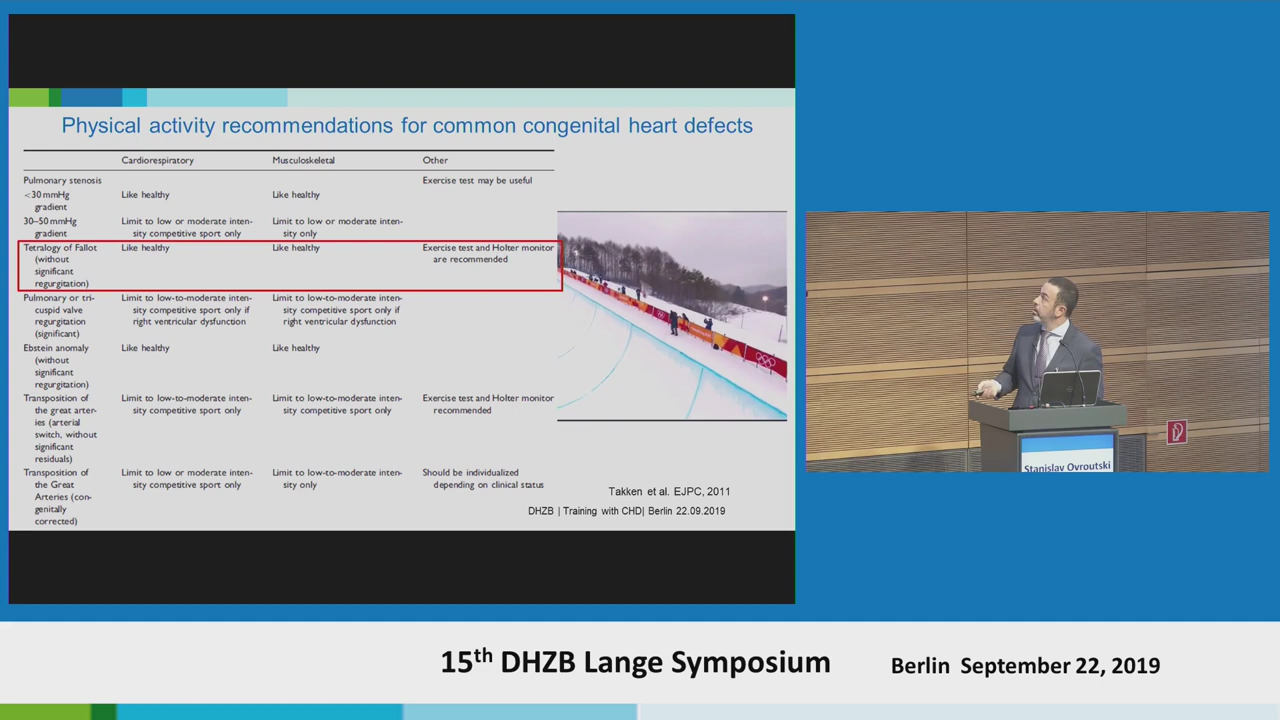 Physical activity recommendations for common congenital heart defects
Cardiorespiratory Musculoskeletal Other
Pulmonary stenosis Exercise test may be useful
<30 mmHg Like healthy Like healthy
gradient
30–50 mmHg Limit to low or moderate inten- Limit to low or moderate inten-
gradient sity competitive sport only sity only
Tetralogy of Fallot Like healthy Like healthy Exercise test and Holter monitor
(without are recommended
significant
regurgitation)
Pulmonary or tri- Limit to low-to-moderate inten- Limit to low-to-moderate inten-
cuspid valve sity competitive sport only if sity competitive sport only if
regurgitation right ventricular dysfunction right ventricular dysfunction
(significant)
Ebstein anomaly Like healthy Like healthy
(without
significant
regurgitation)
Transposition of Limit to low-to-moderate inten- Limit to low-to-moderate inten- Exercise test and Holter monitor
the great arter- sity competitive sport only sity competitive sport only recommended
ies (arterial
switch, without
significant
residuals)
Transposition of Limit to low or moderate inten- Limit to low-to-moderate inten- Should be individualized
the Great sity competitive sport only sity only depending on clinical status
Arteries (con-
genitally
corrected)
Takken et al. EJPC, 2011
DHZB | Training with CHD| Berlin 22.09.2019
Stanislav Ovroutski
15th DHZB Lange Symposium Berlin September 22, 2019